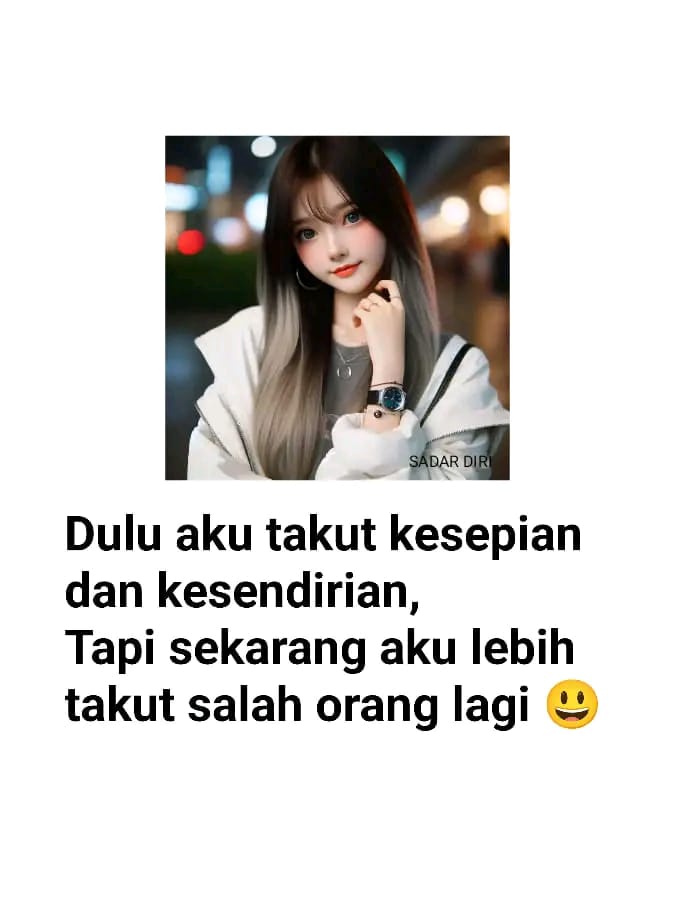 SADAR DIRI
Dulu aku takut kesepian
dan kesendirian,
Tapi sekarang aku lebih
takut salah orang lagi 😃